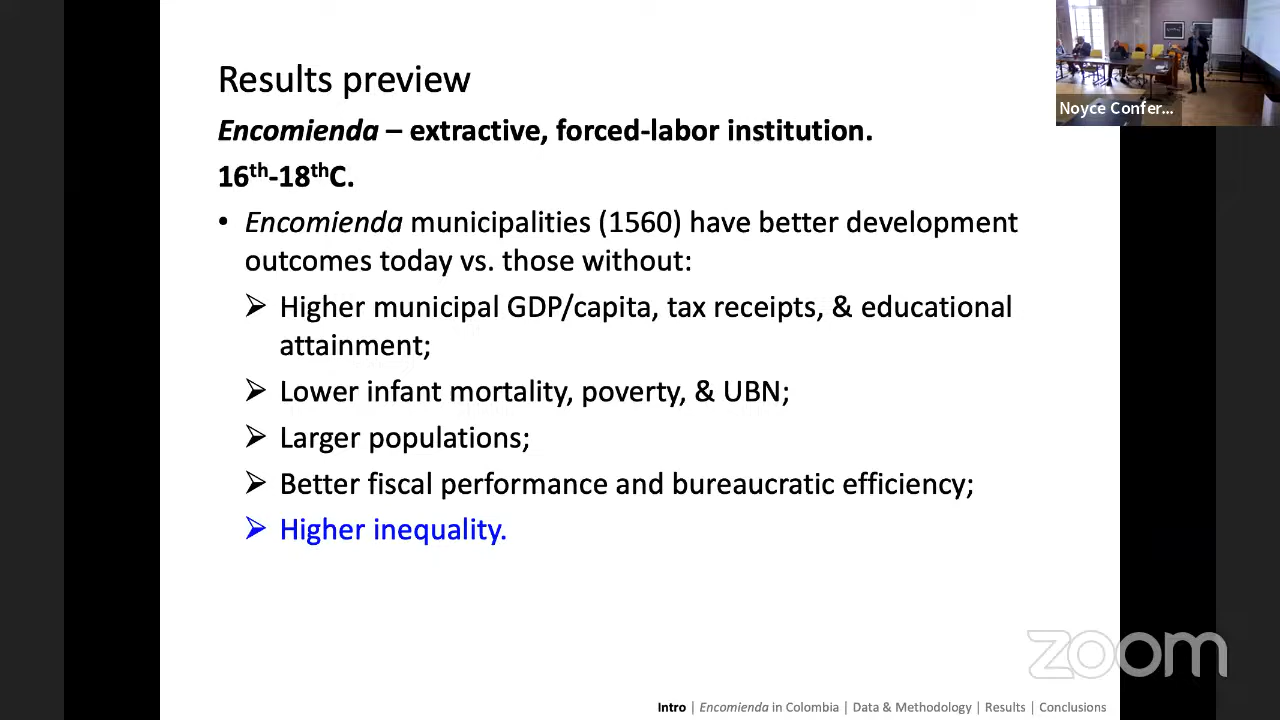 Results preview
Encomienda – extractive, forced-labor institution.
16th-18thC.
• Encomienda municipalities (1560) have better development
outcomes today vs. those without:
➢ Higher municipal GDP/capita, tax receipts, & educational
attainment;
➢ Lower infant mortality, poverty, & UBN;
➢ Larger populations;
➢ Better fiscal performance and bureaucratic efficiency;
➢ Higher inequality.
Intro | Encomienda in Colombia | Data & Methodology | Results | Conclusions
Noyce Confer...
zoom